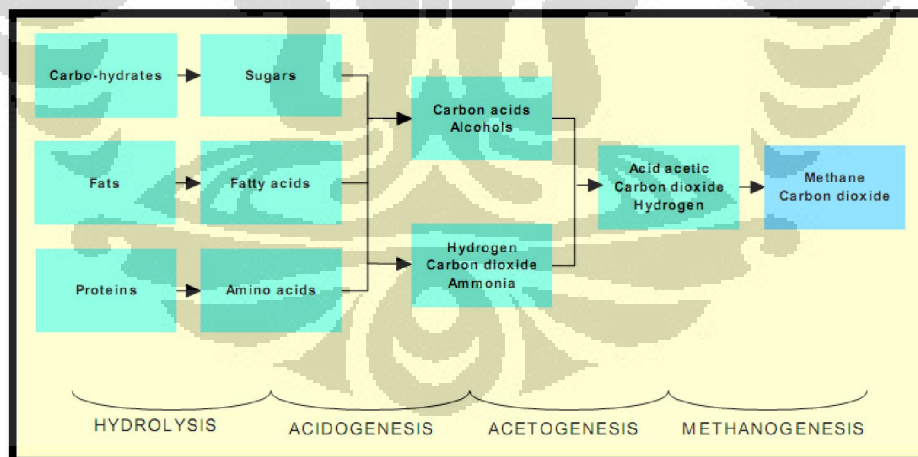 Carbo-hydrates
Sugars
Carbon acids
Alcohols
Fats
Fatty acids
Acid acetic
Carbon dioxide
Hydrogen
Methane
Carbon dioxide
Hydrogen
Carbon dioxide
Ammonia
Proteins
Amino acids
HYDROLYSIS
ACIDOGENESIS
ACETOGENESIS
METHANOGENESIS